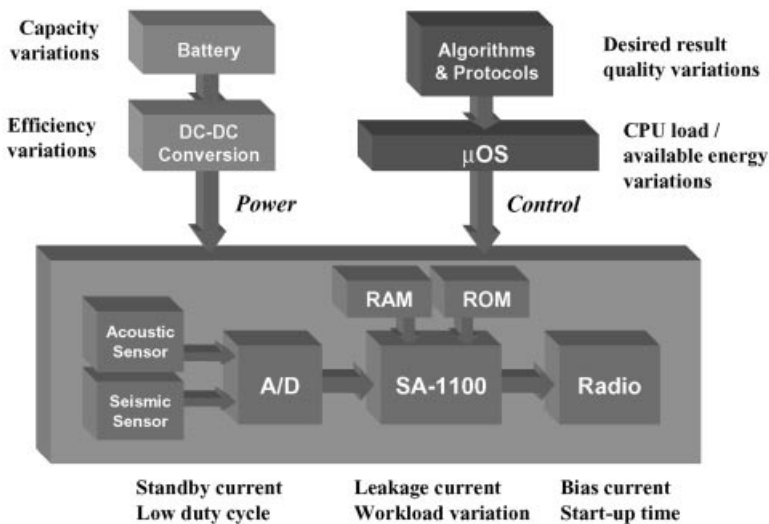 Capacity
variations
Battery
Algorithms
& Protocols
Desired result
quality variations
Efficiency
variations
DC-DC
Conversion
μOS
CPU load /
available energy
variations
Power
Control
RAM
ROM
Acoustic
Sensor
A/D
SA-1100
Radio
Seismic
Sensor
Standby current
Low duty cycle
Leakage current
Workload variation
Bias current
Start-up time